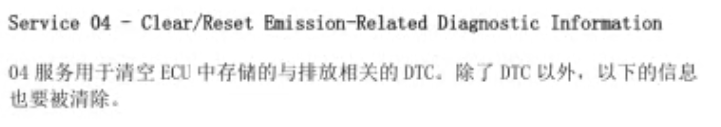 Service 04 - Clear/Reset Emission-Related Diagnostic Information
04 服务用于清空 ECU 中存储的与排放相关的 DTC。除了 DTC 以外，以下的信息
也要被清除。